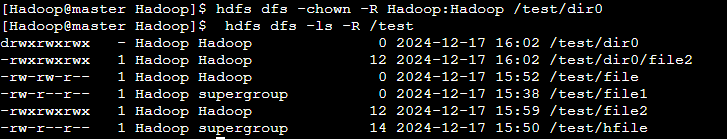 [Hadoop@master Hadoop]$ hdfs dfs -chown -R Hadoop:Hadoop /test/dir0
[Hadoop@master Hadoop]$  hdfs dfs -ls -R /test
drwxrwxrwx   - Hadoop Hadoop              0 2024-12-17 16:02 /test/dir0
-rwxrwxrwx   1 Hadoop Hadoop             12 2024-12-17 16:02 /test/dir0/file2
-rw-rw-r--   1 Hadoop Hadoop              0 2024-12-17 15:52 /test/file
-rw-r--r--   1 Hadoop supergroup          0 2024-12-17 15:38 /test/file1
-rwxrwxrwx   1 Hadoop Hadoop             12 2024-12-17 15:59 /test/file2
-rw-r--r--   1 Hadoop supergroup         14 2024-12-17 15:50 /test/hfile